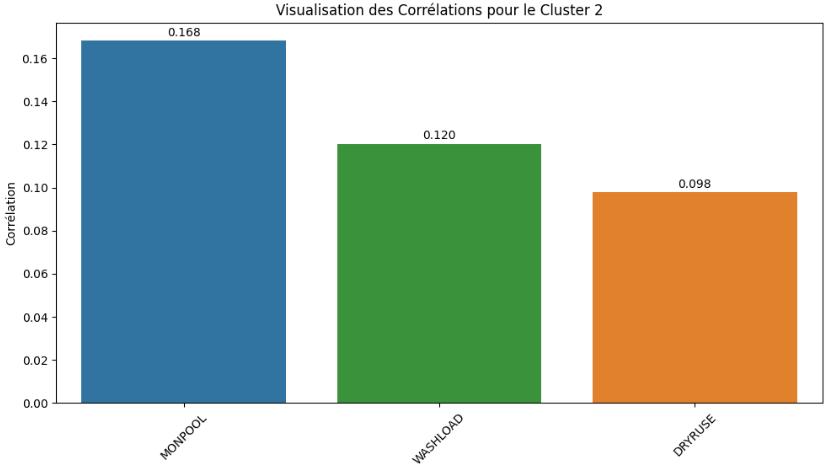 Visualisation des Corrélations pour le Cluster 2
Corrélation
0.16
0.14
0.12
0.10
0.08
0.06
0.04
0.02
0.00
0.168
0.120
0.098
MONPOOL
WASHLOAD
DRYRUSE